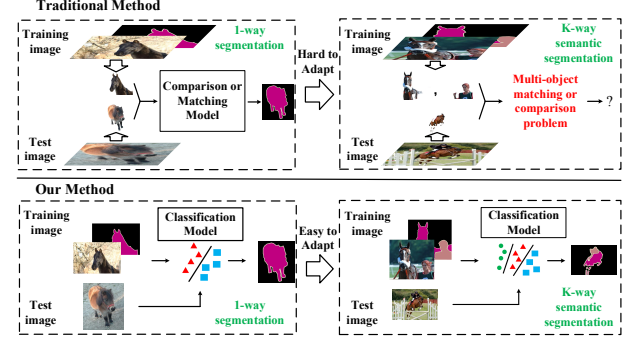 Traditional Method
Training
image
1-way
segmentation
Comparison or
Matching
Model
Test
image
Hard to
Adapt
Training
image
K-way
semantic
segmentation
,
Multi-object
matching or
comparison
problem
?
Test
image
Our Method
Training
image
Classification
Model
Test
image
1-way
segmentation
Easy to
Adapt
Training
image
Classification
Model
Test
image
K-way
semantic
segmentation